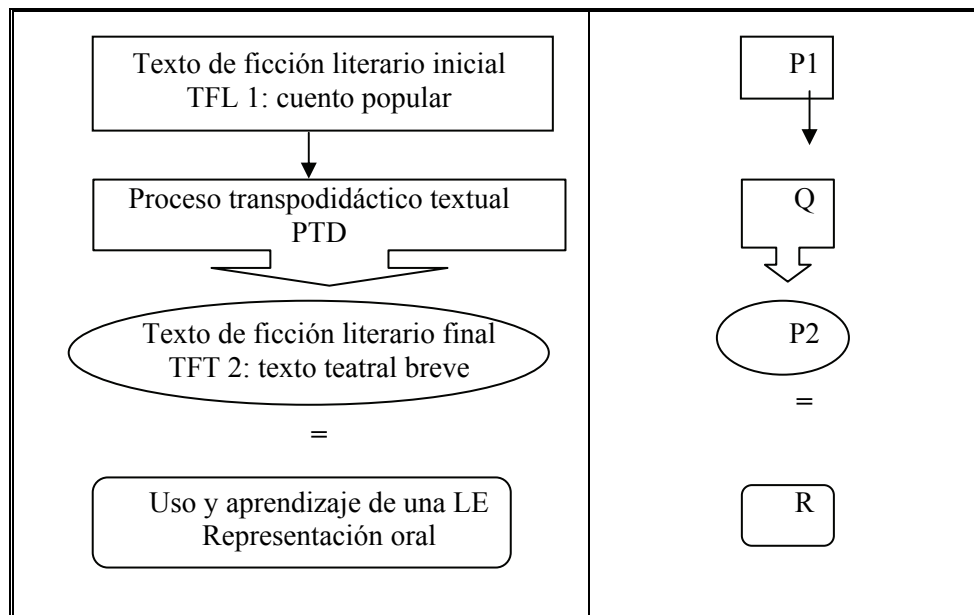 Texto de ficción literario inicial
TFL 1: cuento popular
Proceso transpodidáctico textual
PTD
Texto de ficción literario final
TFT 2: texto teatral breve
=
Uso y aprendizaje de una LE
Representación oral
P1
Q
P2
=
R